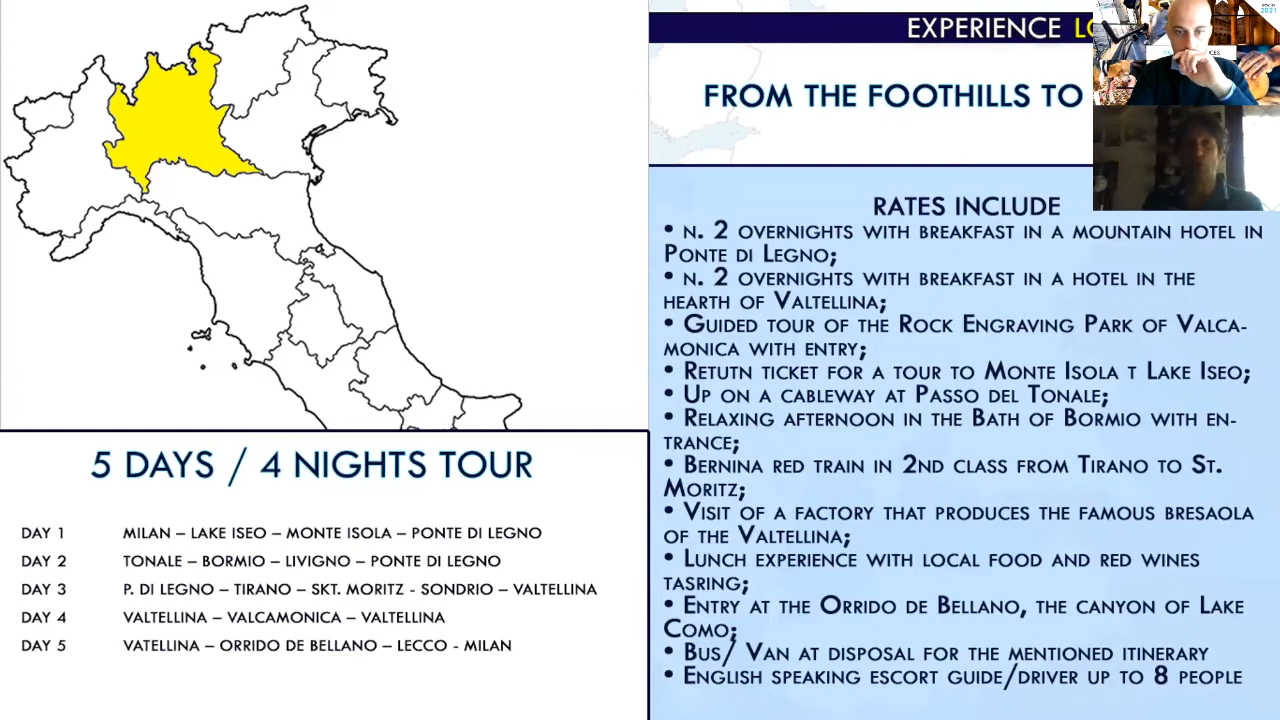 EXPERIENCE
FROM THE FOOTHILLS TO
5 DAYS / 4 NIGHTS TOUR
DAY 1 MILAN – LAKE ISEO – MONTE ISOLA – PONTE DI LEGNO
DAY 2 TONALE – BORMIO – LIVIGNO – PONTE DI LEGNO
DAY 3 P. DI LEGNO – TIRANO – SKT. MORITZ - SONDRIO – VALTELLINA
DAY 4 VALTELLINA – VALCAMONICA – VALTELLINA
DAY 5 VATELLINA – ORRIDO DE BELLANO – LECCO - MILAN
RATES INCLUDE
• N. 2 OVERNIGHTS WITH BREAKFAST IN A MOUNTAIN HOTEL IN
PONTE DI LEGNO;
• N. 2 OVERNIGHTS WITH BREAKFAST IN A HOTEL IN THE
HEARTH OF VALTELLINA;
• GUIDED TOUR OF THE ROCK ENGRAVING PARK OF VALCA-
MONICA WITH ENTRY;
• RETUTN TICKET FOR A TOUR TO MONTE ISOLA T LAKE ISEO;
• UP ON A CABLEWAY AT PASSO DEL TONALE;
• RELAXING AFTERNOON IN THE BATH OF BORMIO WITH EN-
TRANCE;
• BERNINA RED TRAIN IN 2ND CLASS FROM TIRANO TO ST.
MORITZ;
• VISIT OF A FACTORY THAT PRODUCES THE FAMOUS BRESAOLA
OF THE VALTELLINA;
• LUNCH EXPERIENCE WITH LOCAL FOOD AND RED WINES
TASRING;
• ENTRY AT THE ORRIDO DE BELLANO, THE CANYON OF LAKE
COMO;
• BUS/ VAN AT DISPOSAL FOR THE MENTIONED ITINERARY
• ENGLISH SPEAKING ESCORT GUIDE/DRIVER UP TO 8 PEOPLE
2021